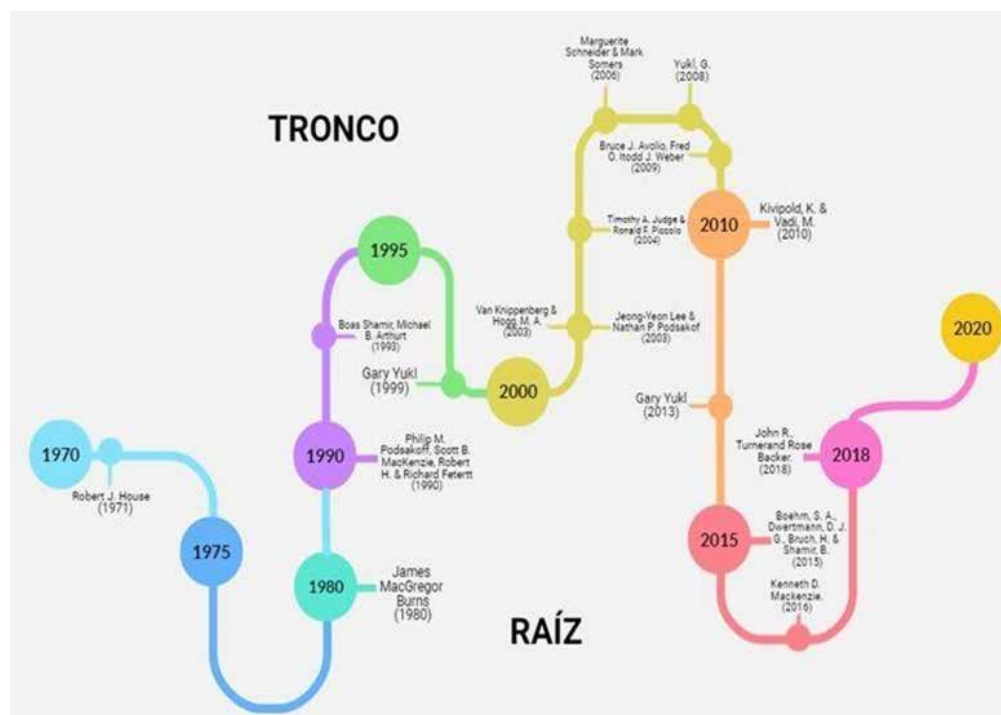 TRONCO
RAÍZ
1970
Robert J. House
(1971)
1975
1980
James
MacGregor
Burns
(1980)
1990
Philip M.
Podsakoff, Scott B.
MacKenzie, Robert
H. & Richard Fetertt
(1990)
Boas Shamir, Michael
B. Arthurt
(1993)
1995
Gary Yukl
(1999)
2000
Van Knippenberg &
Hogg, M. A.
(2003)
Jeong-Yeon Lee &
Nathan P. Podsakof
(2003)
Timothy A. Judge &
Ronald F. Piccolo
(2004)
Marguerite
Schneider & Mark
Somers
(2006)
Yukl, G.
(2008)
Bruce J. Avolio, Fred
O. Itodd J. Weber
(2009)
2010
Kivipold, K. &
Vadi, M.
(2010)
Gary Yukl
(2013)
2015
Boehm, S. A.,
Dwertmann, D. J.
G., Bruch, H. &
Shamir, B.
(2015)
Kenneth D.
Mackenzie.
(2016)
2018
John R.,
Turnerand Rose
Backer.
(2018)
2020